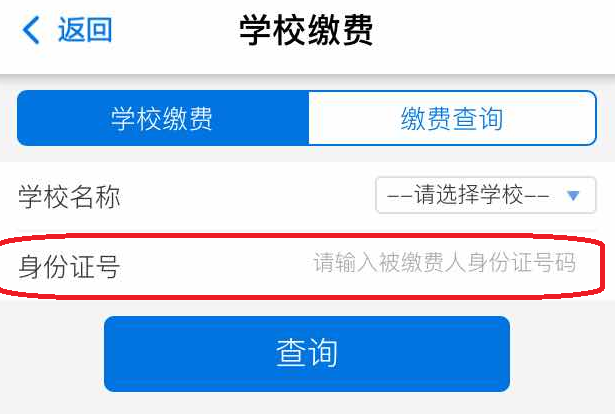 返回 学校缴费
学校缴费 缴费查询
学校名称 --请选择学校--
身份证号 请输入被缴费人身份证号码
查询